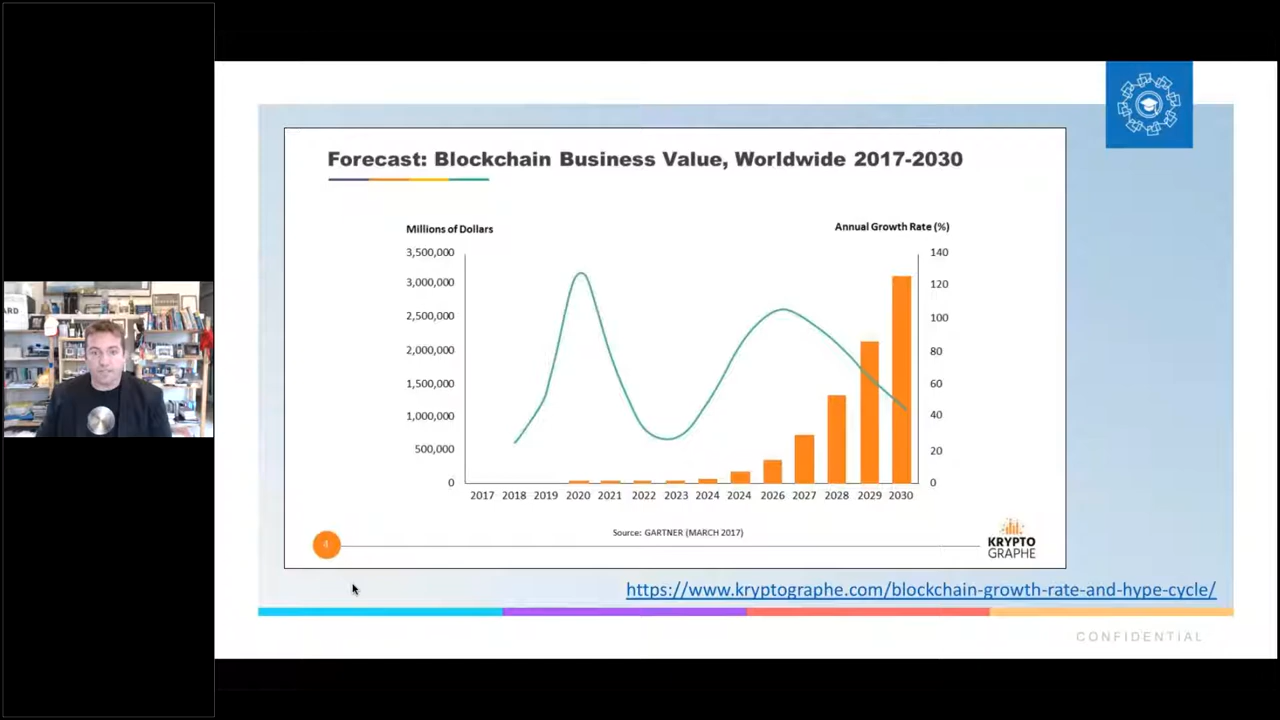 Forecast: Blockchain Business Value, Worldwide 2017-2030
Millions of Dollars
Annual Growth Rate (%)
3,500,000
3,000,000
2,500,000
2,000,000
1,500,000
1,000,000
500,000
0
140
120
100
80
60
40
20
0
2017 2018 2019 2020 2021 2022 2023 2024 2024 2026 2027 2028 2029 2030
Source: GARTNER (MARCH 2017)
4
KRYPTO
GRAPHE
https://www.kryptographe.com/blockchain-growth-rate-and-hype-cycle/
CONFIDENTIAL
ARD